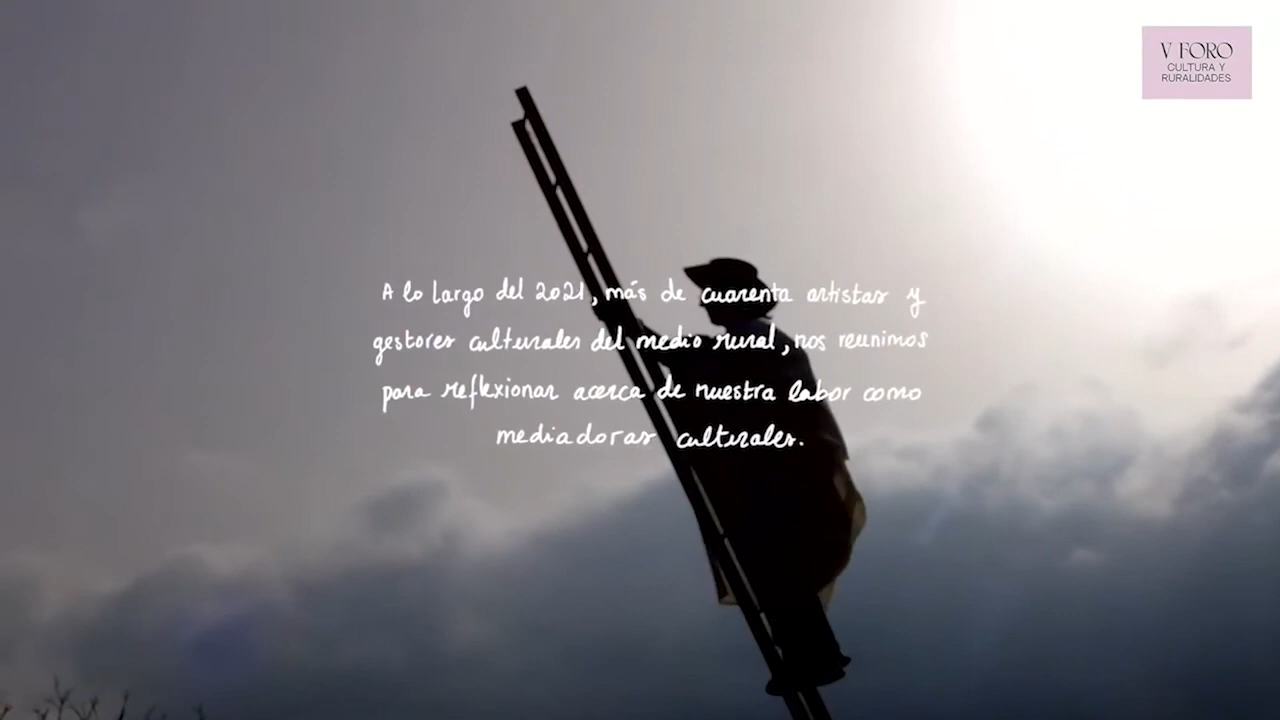 V FORO
CULTURA Y
RURALIDADES
A lo largo del 2021, más de cuarenta artistas y
gestores culturales del medio rural, nos reunimos
para reflexionar acerca de nuestra labor como
mediadoras culturales.